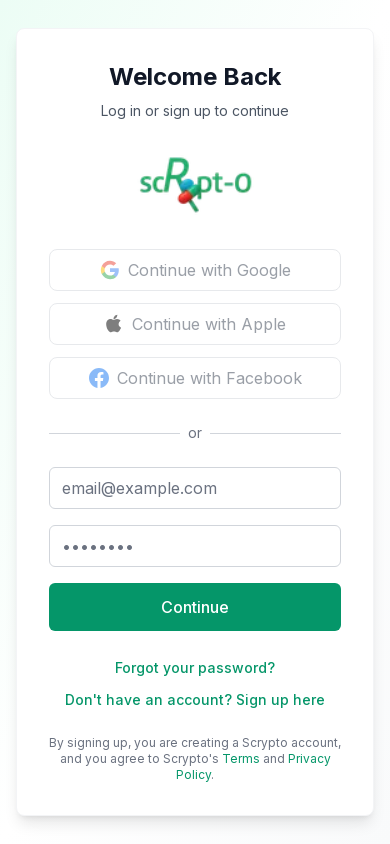 Welcome Back
Log in or sign up to continue
scRpt-O
Continue with Google
Continue with Apple
Continue with Facebook
or
email@example.com
••••••••
Continue
Forgot your password?
Don't have an account? Sign up here
By signing up, you are creating a Scrypto account,
and you agree to Scrypto's Terms and Privacy
Policy.